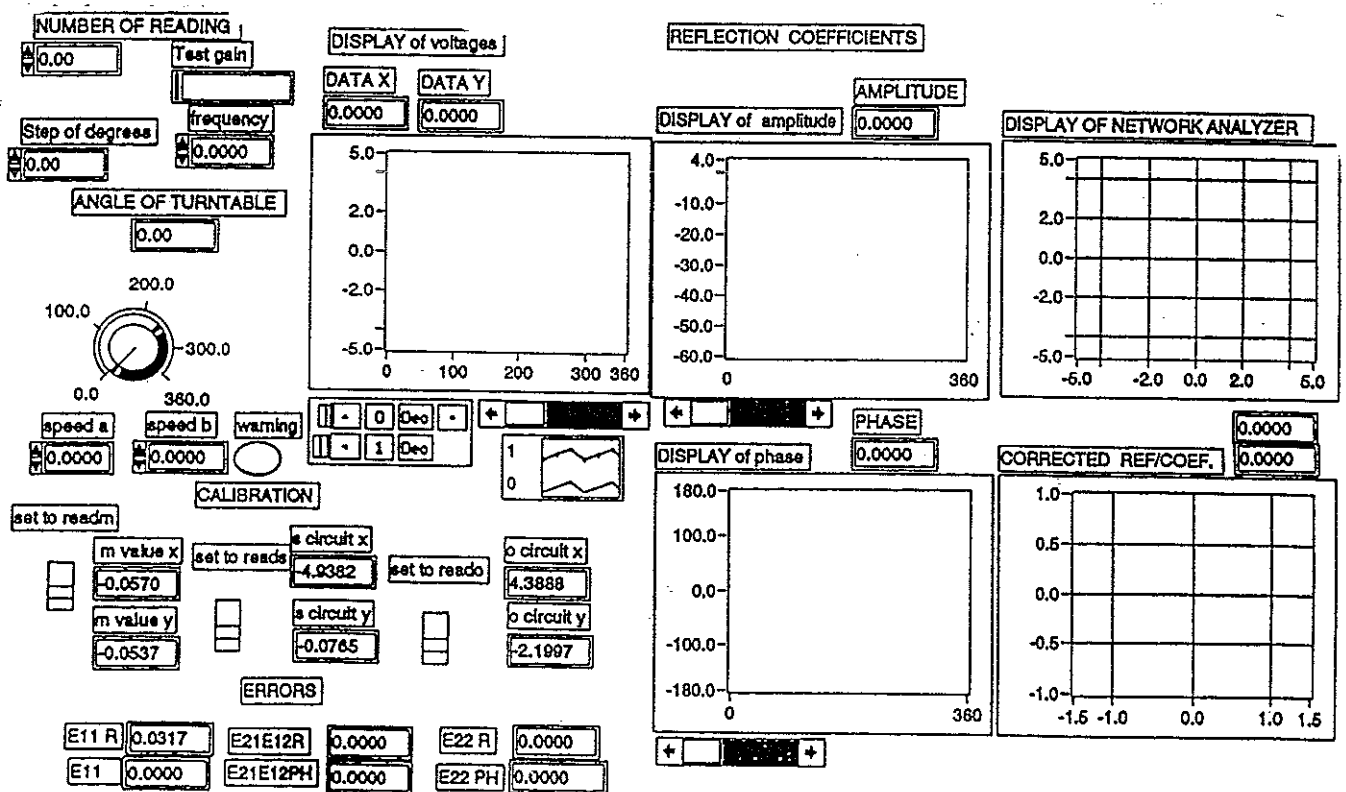 NUMBER OF READING
0.00
Test gain
Step of degrees
0.00
frequency
0.0000
ANGLE OF TURNTABLE
0.00
200.0
100.0
300.0
0.0
360.0
speed a
0.0000
speed b
0.0000
warning
DISPLAY of voltages
DATA X
0.0000
DATA Y
0.0000
5.0
2.0
0.0
-2.0
-5.0
0 100 200 300 360
0 Dec
1 Dec
1
0
REFLECTION COEFFICIENTS
AMPLITUDE
0.0000
DISPLAY of amplitude
4.0
-10.0
-20.0
-30.0
-40.0
-50.0
-60.0
0 360
DISPLAY OF NETWORK ANALYZER
5.0
2.0
0.0
-2.0
-5.0
-5.0 -2.0 0.0 2.0 5.0
PHASE
0.0000
DISPLAY of phase
180.0
100.0
0.0
-100.0
-180.0
0 360
0.0000
0.0000
CORRECTED REF/COEF.
1.0
0.5
0.0
-0.5
-1.0
-1.5 -1.0 0.0 1.0 1.5
CALIBRATION
set to readm
m value x
-0.0570
m value y
-0.0537
set to reads
s circuit x
-4.9382
s circuit y
-0.0765
set to reado
o circuit x
4.3888
o circuit y
-2.1997
ERRORS
E11 R 0.0317
E21E12R 0.0000
E22 R 0.0000
E11 0.0000
E21E12PH 0.0000
E22 PH 0.0000